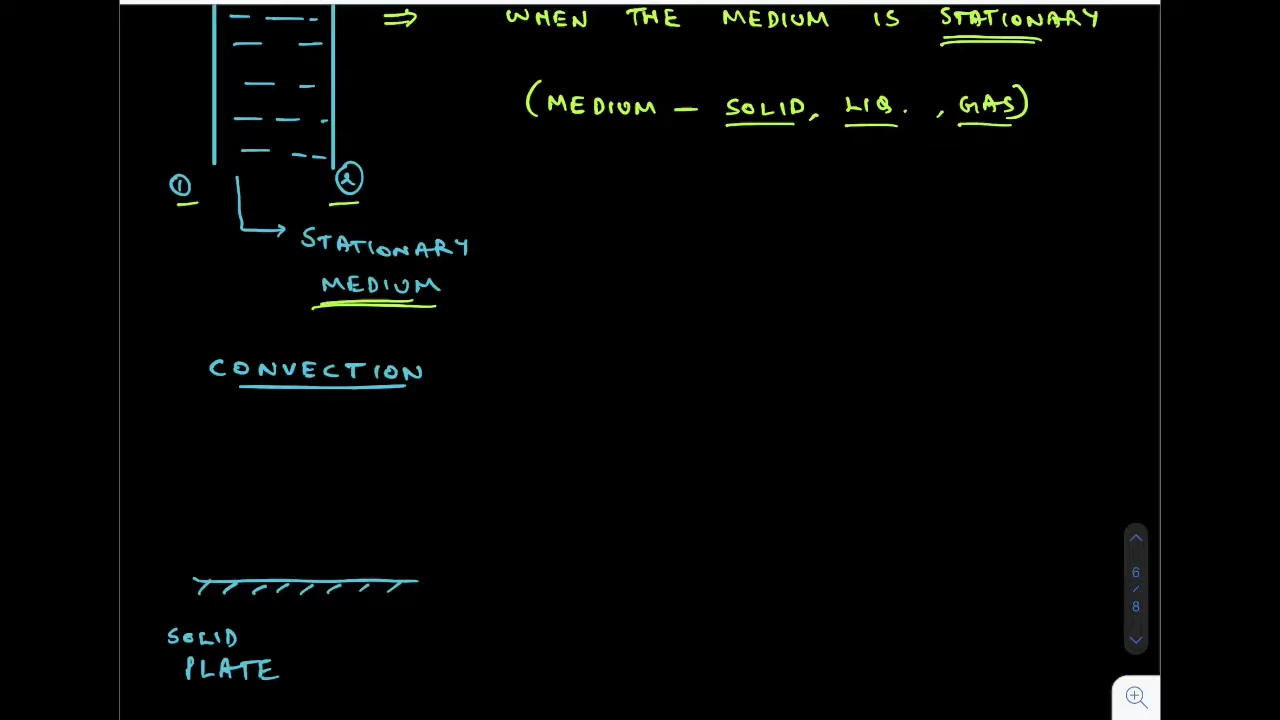 ⇒ WHEN THE MEDIUM IS STATIONARY
(MEDIUM – SOLID, LIQ. , GAS)
① ②
STATIONARY
MEDIUM
CONVECTION
SOLID
PLATE
6
/
8